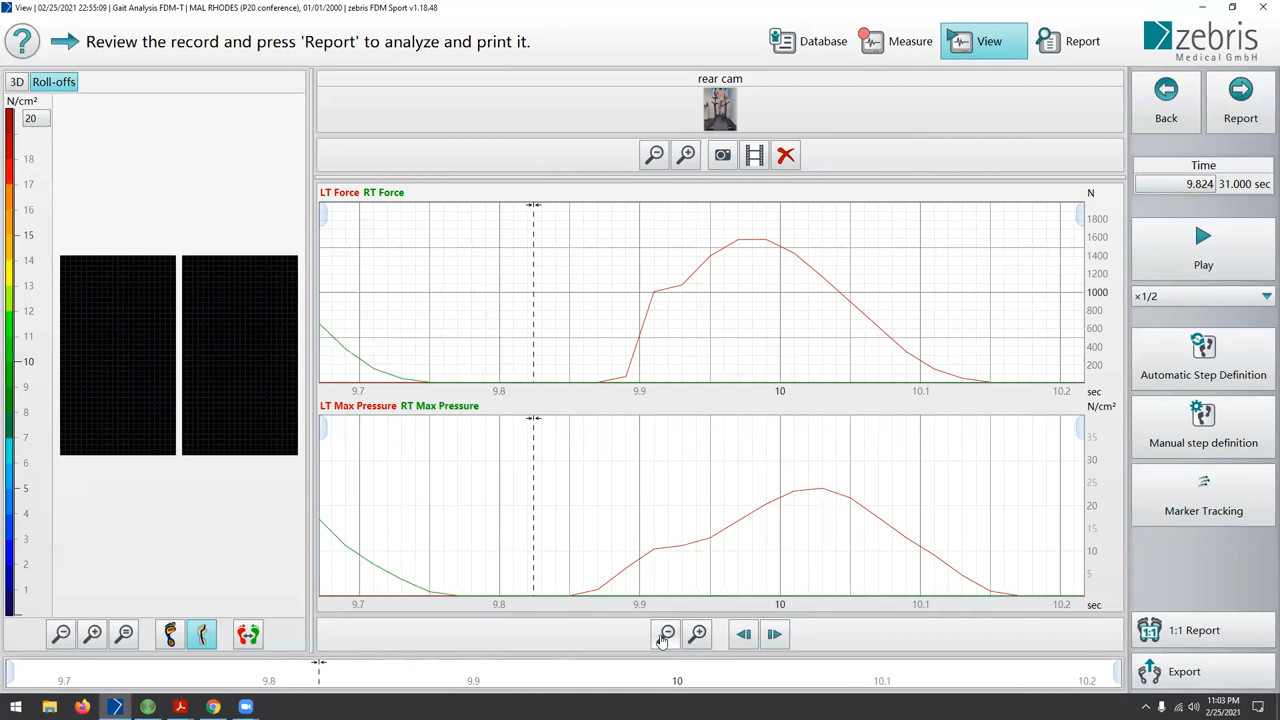 View | 02/25/2021 22:55:09 | Gait Analysis FDM-T | MAL RHODES (P20 conference), 01/01/2000 | zebris FDM Sport v1.18.48
? Review the record and press 'Report' to analyze and print it.
Database
Measure
View
Report
zebris
Medical GmbH
3D
Roll-offs
N/cm²
20
18
17
16
15
14
13
12
11
10
9
8
7
6
5
4
3
2
1
rear cam
LT Force RT Force
N
1800
1600
1400
1200
1000
800
600
400
200
9.7 9.8 9.9 10 10.1 10.2 sec
LT Max Pressure RT Max Pressure
N/cm²
35
30
25
20
15
10
5
9.7 9.8 9.9 10 10.1 10.2 sec
9.7 9.8 9.9 10 10.1 10.2
Back
Report
Time
9.824 31.000 sec
Play
×1/2
Automatic Step Definition
Manual step definition
Marker Tracking
1:1 Report
Export
11:03 PM
2/25/2021